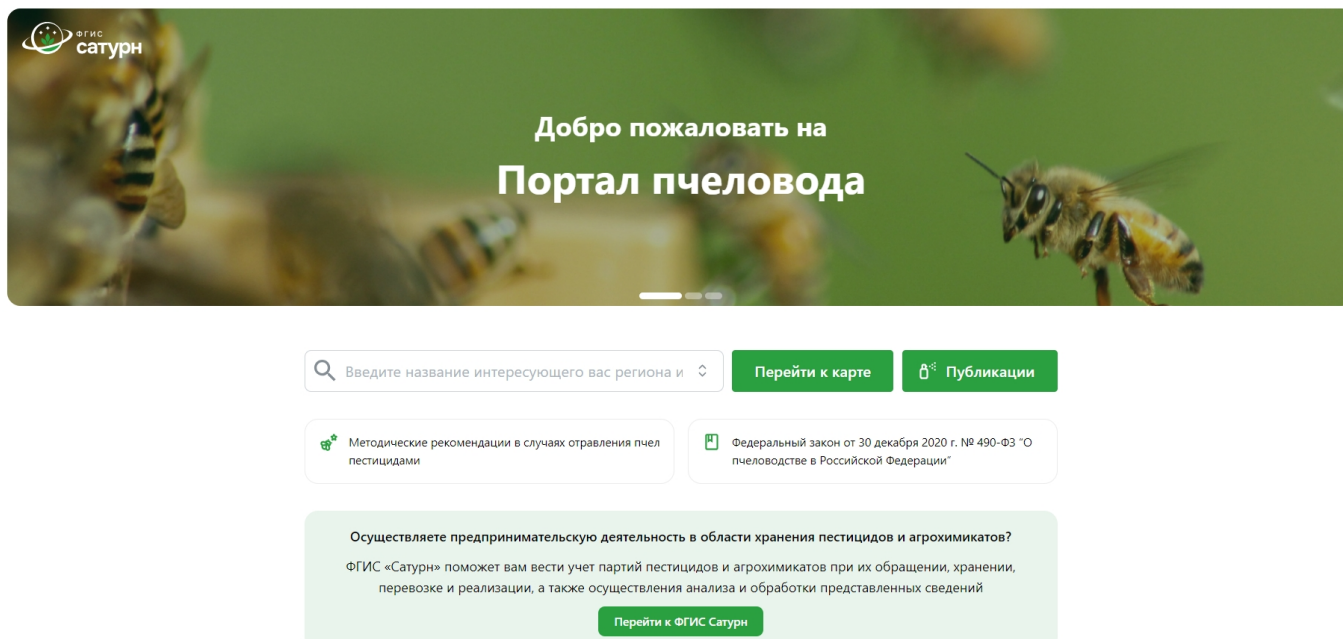 ФГИС
сатурн
Добро пожаловать на
Портал пчеловода
Введите название интересующего вас региона и
Перейти к карте
Публикации
Методические рекомендации в случаях отравления пчел
пестицидами
Федеральный закон от 30 декабря 2020 г. № 490-ФЗ "О
пчеловодстве в Российской Федерации"
Осуществляете предпринимательскую деятельность в области хранения пестицидов и агрохимикатов?
ФГИС «Сатурн» поможет вам вести учет партий пестицидов и агрохимикатов при их обращении, хранении,
перевозке и реализации, а также осуществления анализа и обработки представленных сведений
Перейти к ФГИС Сатурн